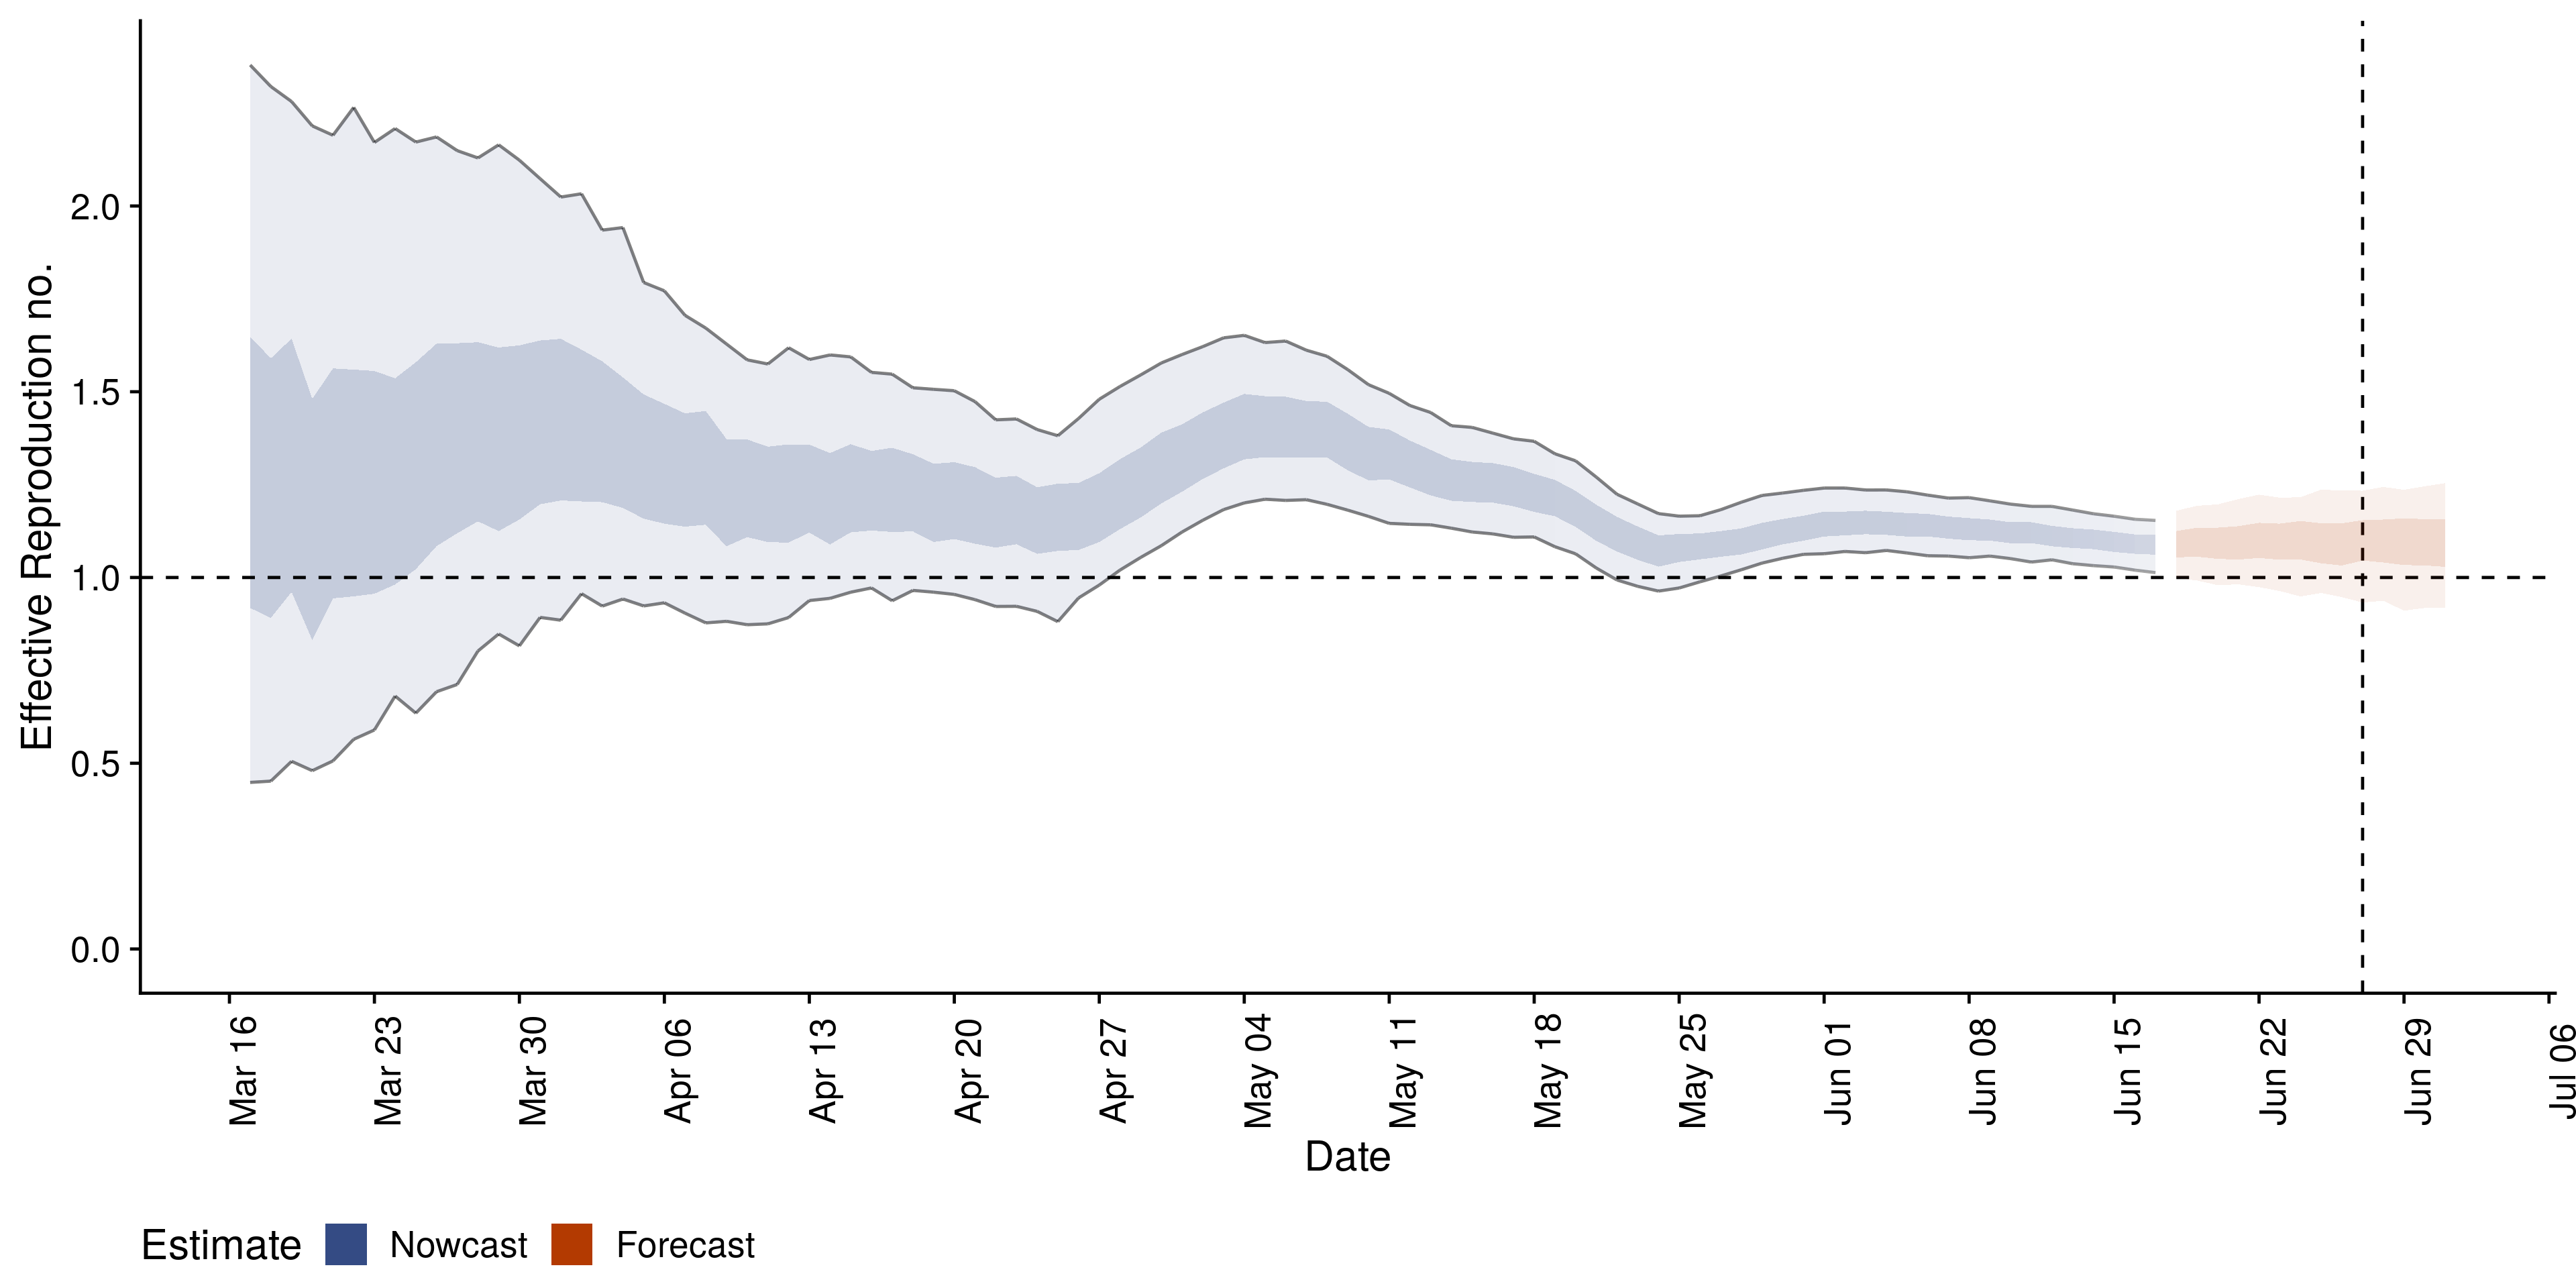 Effective Reproduction no.
2.0
1.5
1.0
0.5
0.0
Mar 16
Mar 23
Mar 30
Apr 06
Apr 13
Apr 20
Apr 27
May 04
May 11
May 18
May 25
Jun 01
Jun 08
Jun 15
Jun 22
Jun 29
Jul 06
Date
Estimate Nowcast Forecast